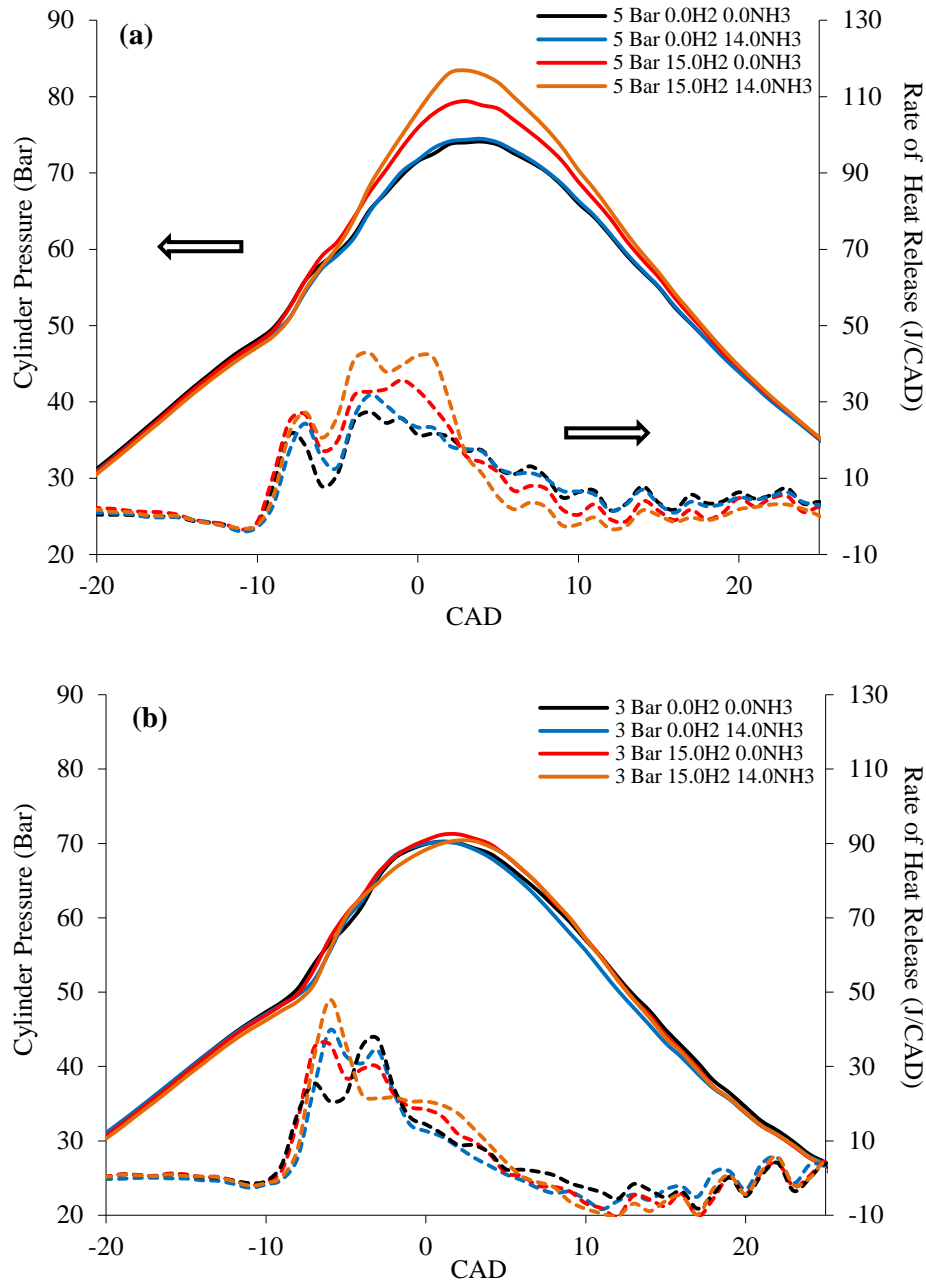 (a)
5 Bar 0.0H2 0.0NH3
5 Bar 0.0H2 14.0NH3
5 Bar 15.0H2 0.0NH3
5 Bar 15.0H2 14.0NH3
Cylinder Pressure (Bar)
90
80
70
60
50
40
30
20
Rate of Heat Release (J/CAD)
130
110
90
70
50
30
10
-10
-20
-10
0
10
20
CAD
(b)
3 Bar 0.0H2 0.0NH3
3 Bar 0.0H2 14.0NH3
3 Bar 15.0H2 0.0NH3
3 Bar 15.0H2 14.0NH3
Cylinder Pressure (Bar)
90
80
70
60
50
40
30
20
Rate of Heat Release (J/CAD)
130
110
90
70
50
30
10
-10
-20
-10
0
10
20
CAD